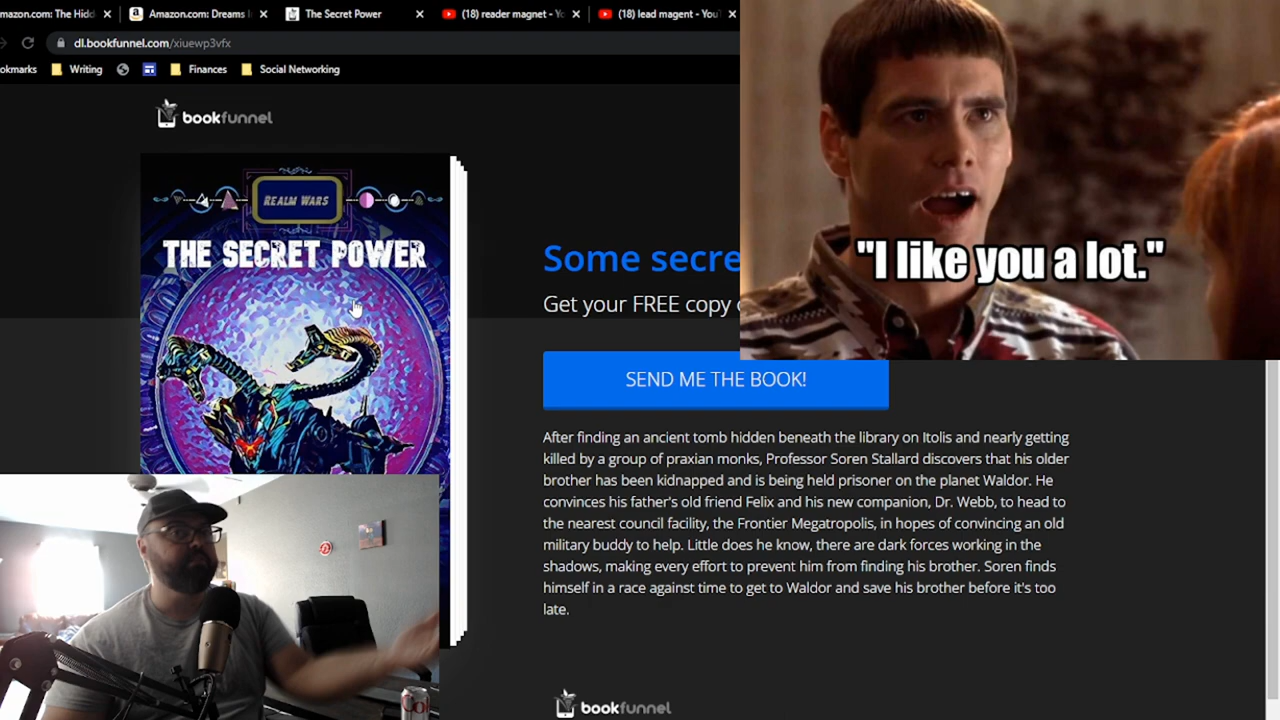 mazon.com: The Hidd
Amazon.com: Dreams I
The Secret Power
(18) reader magnet - Yo
(18) lead magent - YouT
dl.bookfunnel.com/xiuewp3vfx
okmarks
Writing
Finances
Social Networking
bookfunnel
REALM WARS
THE SECRET POWER
"I like you a lot."
Some secre
Get your FREE copy
SEND ME THE BOOK!
After finding an ancient tomb hidden beneath the library on Itolis and nearly getting
killed by a group of praxian monks, Professor Soren Stallard discovers that his older
brother has been kidnapped and is being held prisoner on the planet Waldor. He
convinces his father's old friend Felix and his new companion, Dr. Webb, to head to
the nearest council facility, the Frontier Megatropolis, in hopes of convincing an old
military buddy to help. Little does he know, there are dark forces working in the
shadows, making every effort to prevent him from finding his brother. Soren finds
himself in a race against time to get to Waldor and save his brother before it's too
late.
bookfunnel